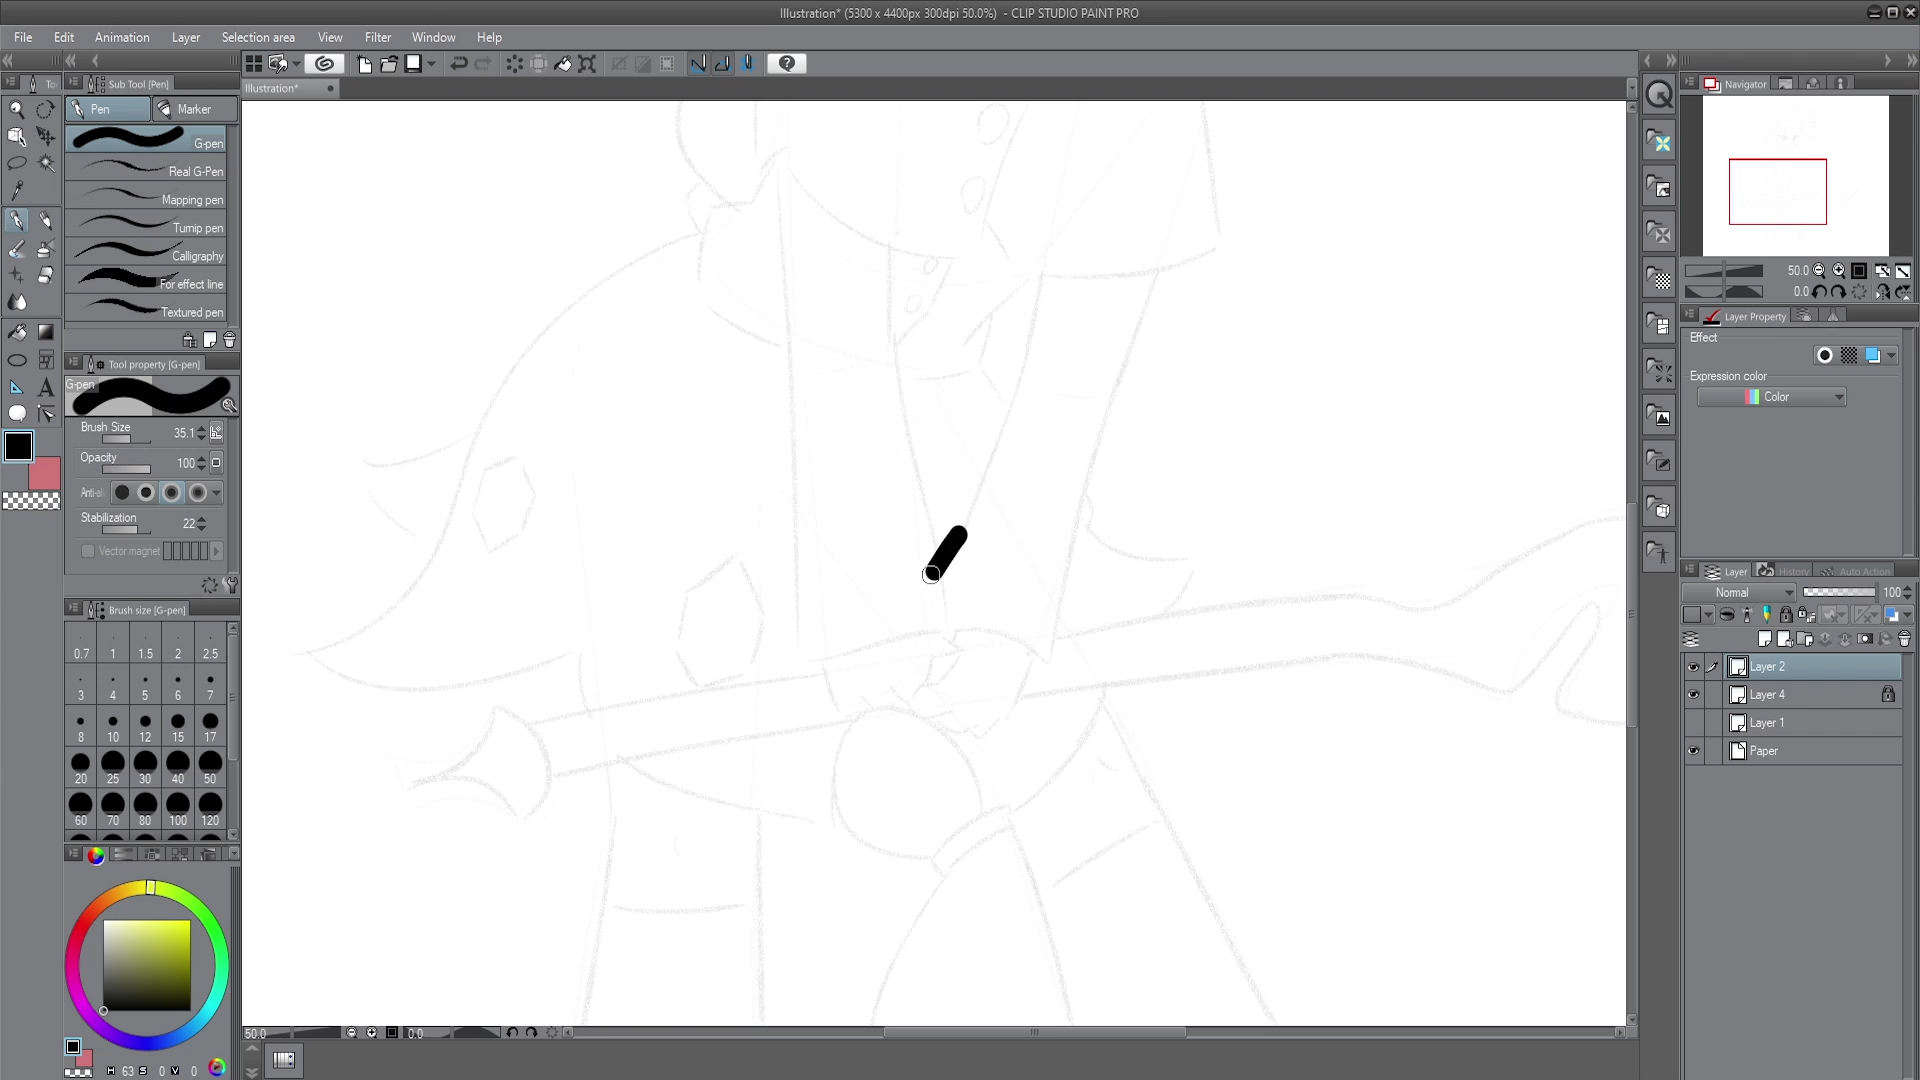 Illustration* (5300 x 4400px 300dpi 50.0%) - CLIP STUDIO PAINT PRO
File Edit Animation Layer Selection area View Filter Window Help
To
Sub Tool [Pen]
Illustration*
Navigator
Pen Marker
G-pen
Real G-Pen
Mapping pen
Turnip pen
Calligraphy
For effect line
Textured pen
50.0
0.0
Layer Property
Effect
Expression color
Color
Tool property [G-pen]
G-pen
Brush Size 35.1
Opacity 100
Anti-ali
Stabilization 22
Vector magnet
Layer History Auto Action
Normal 100
Brush size [G-pen]
0.7 1 1.5 2 2.5
3 4 5 6 7
8 10 12 15 17
20 25 30 40 50
60 70 80 100 120
Layer 2
Layer 4
Layer 1
Paper
50.0 0.0
H 63 S 0 V 0